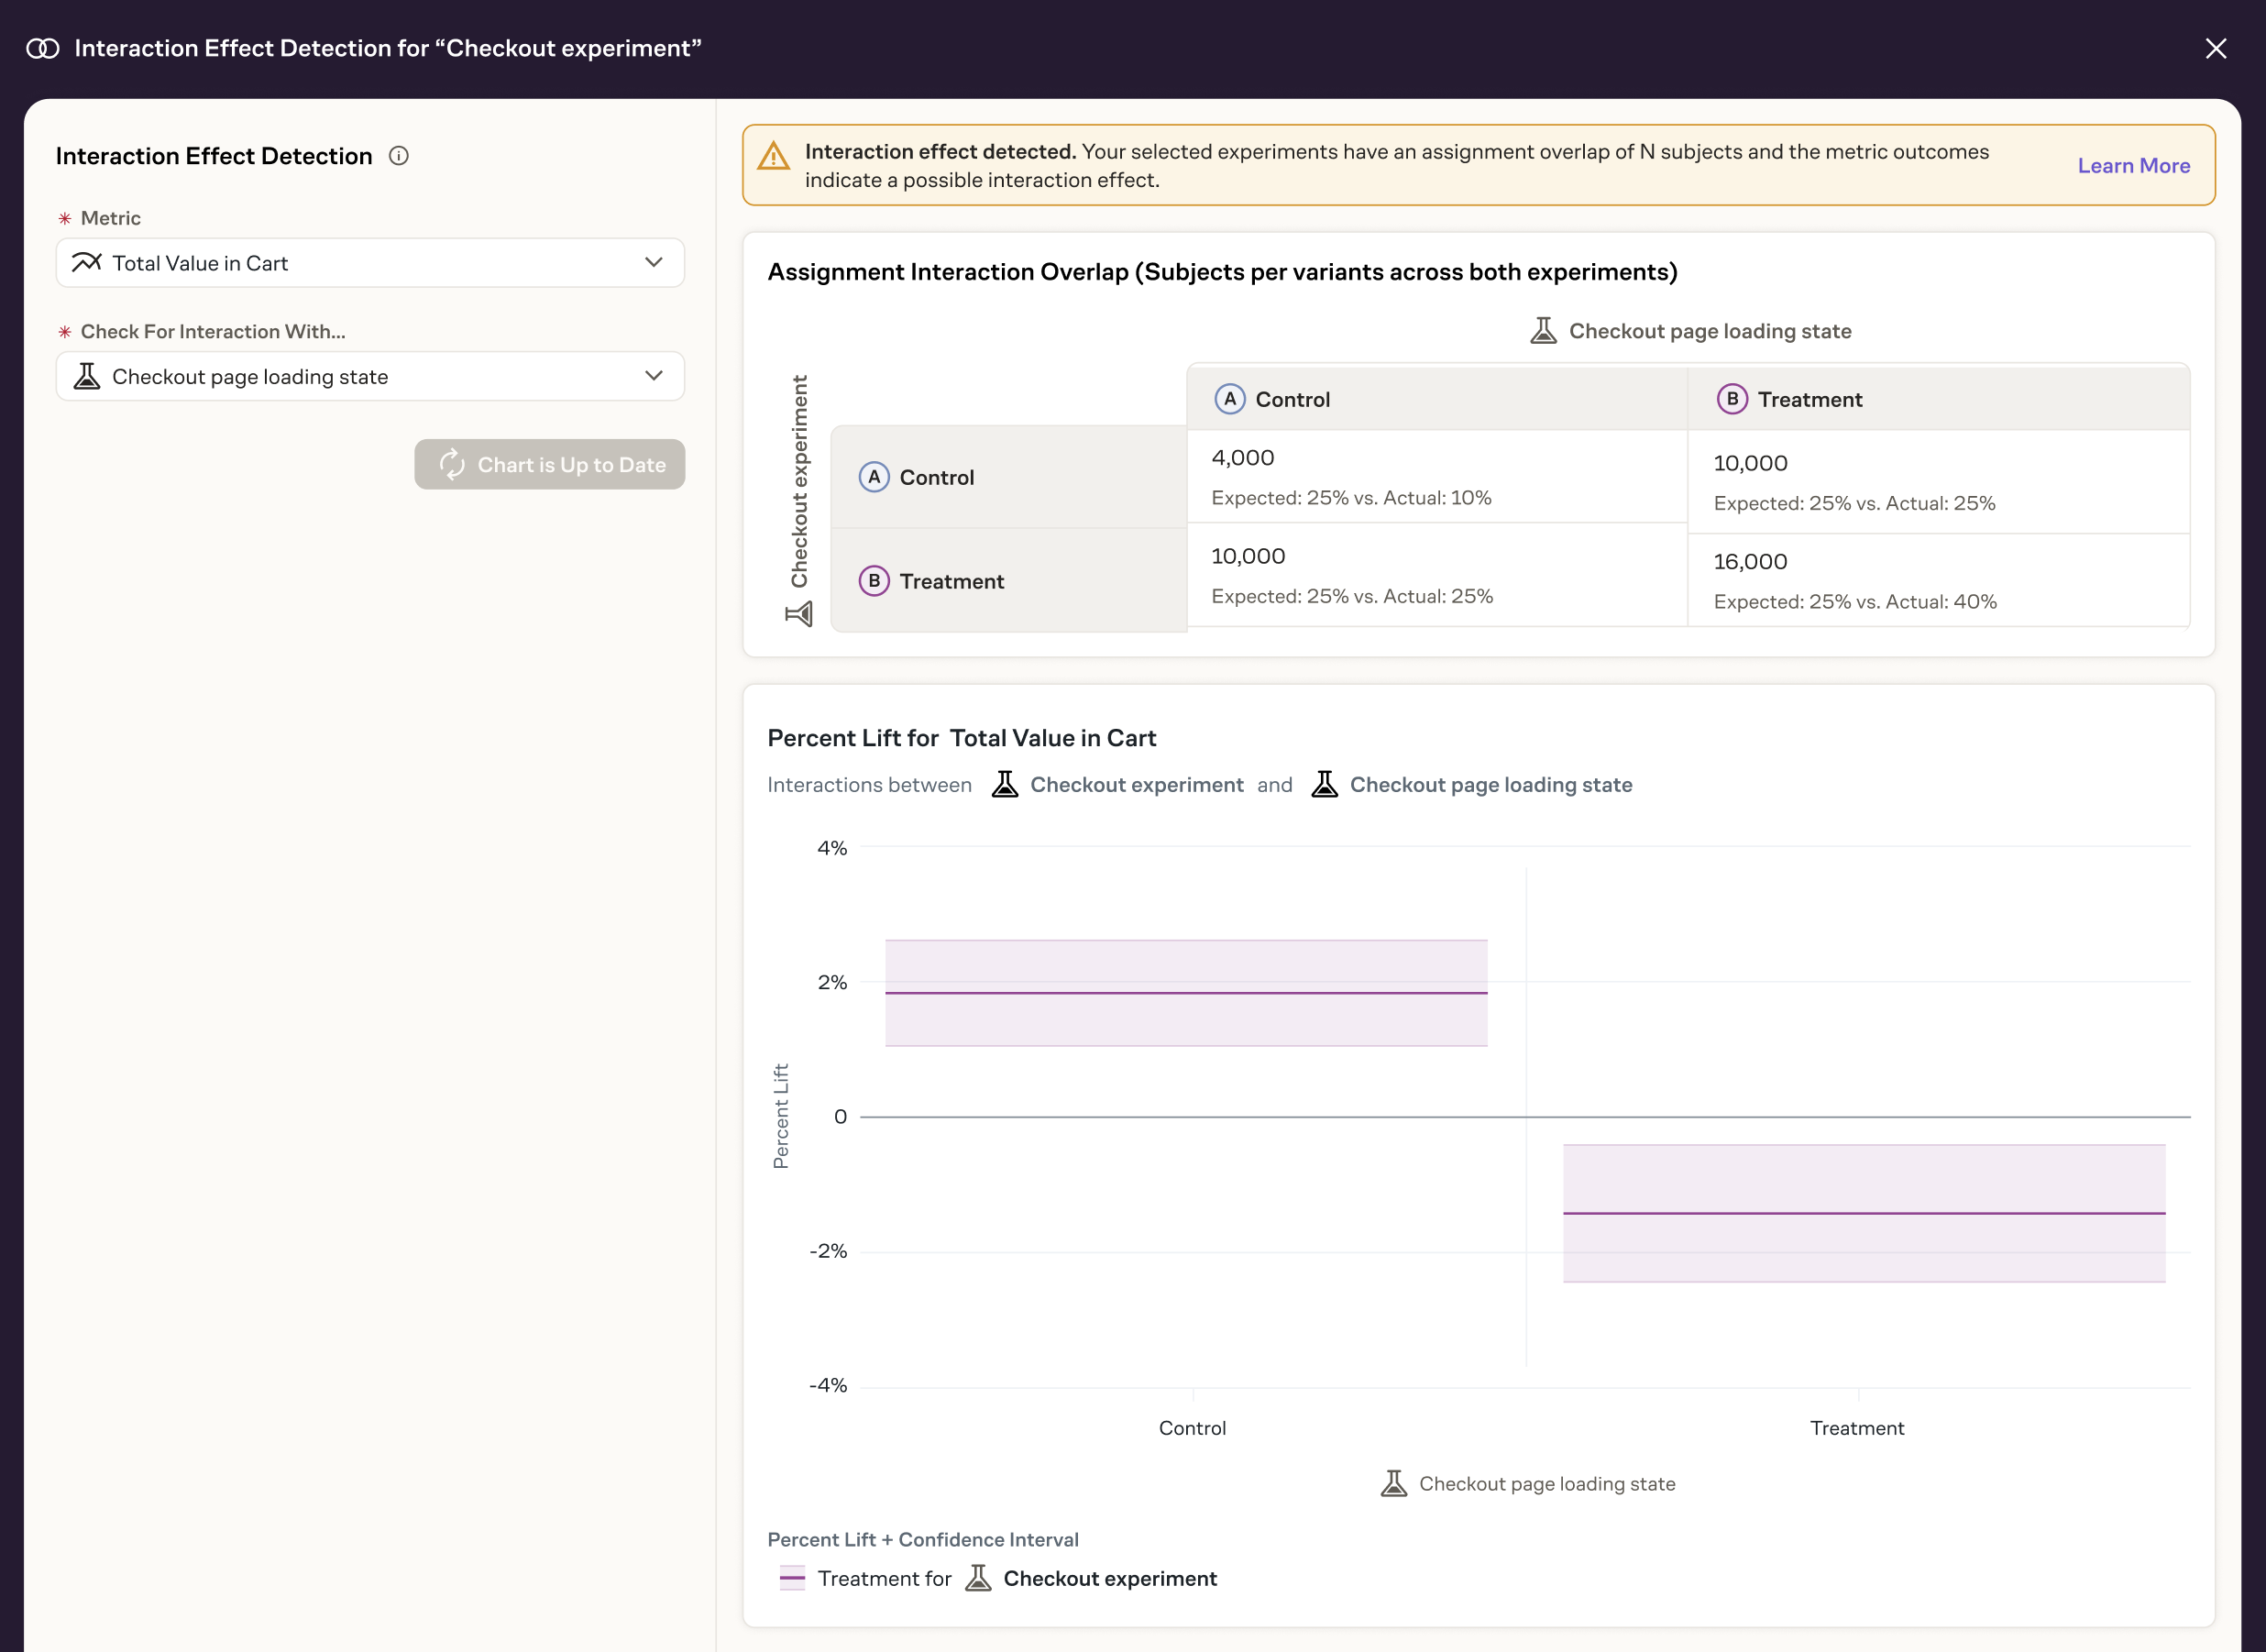 Interaction Effect Detection for “Checkout experiment”
Interaction Effect Detection
* Metric
Total Value in Cart
* Check For Interaction With...
Checkout page loading state
Chart is Up to Date
Interaction effect detected. Your selected experiments have an assignment overlap of N subjects and the metric outcomes
indicate a possible interaction effect.
Learn More
Assignment Interaction Overlap (Subjects per variants across both experiments)
Checkout page loading state
Checkout experiment
A Control
B Treatment
A Control
4,000
Expected: 25% vs. Actual: 10%
10,000
Expected: 25% vs. Actual: 25%
B Treatment
10,000
Expected: 25% vs. Actual: 25%
16,000
Expected: 25% vs. Actual: 40%
Percent Lift for Total Value in Cart
Interactions between Checkout experiment and Checkout page loading state
Percent Lift
4%
2%
0
-2%
-4%
Control
Treatment
Checkout page loading state
Percent Lift + Confidence Interval
Treatment for Checkout experiment